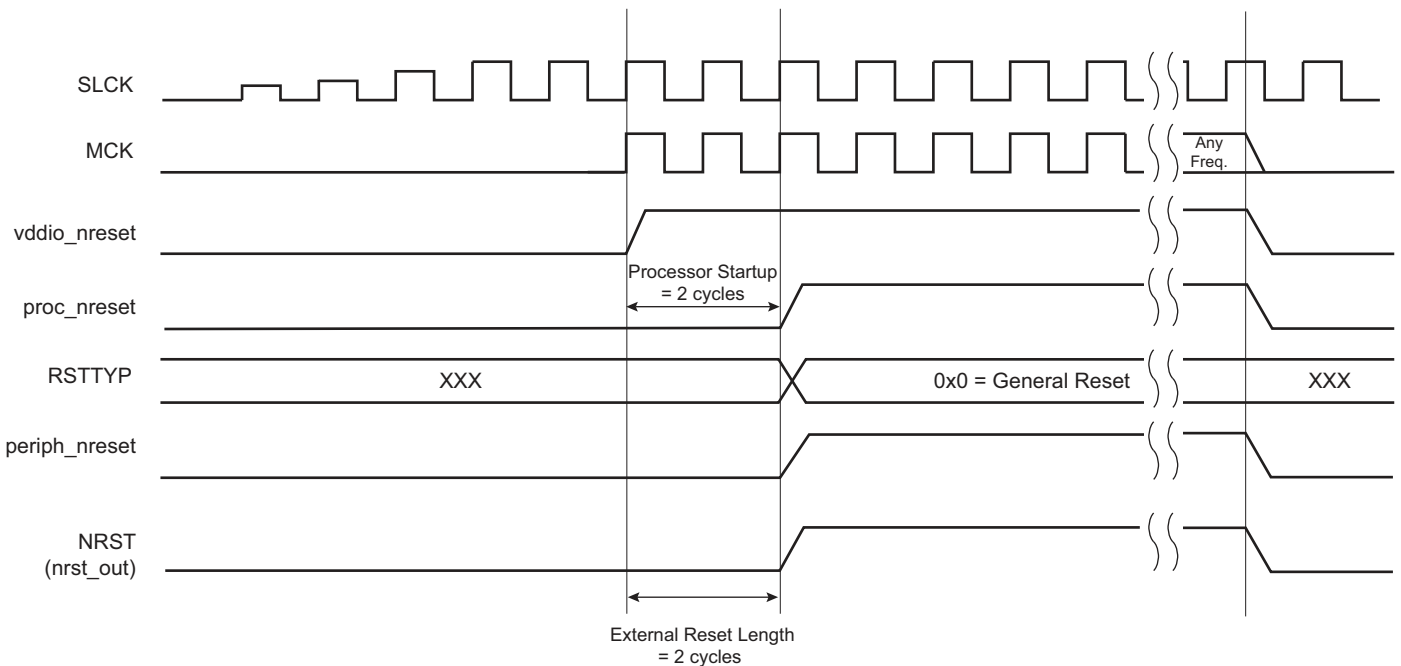 SLCK
MCK
Any
Freq.
vddio_nreset
Processor Startup
= 2 cycles
proc_nreset
RSTTYP
XXX
0x0 = General Reset
XXX
periph_nreset
NRST
(nrst_out)
External Reset Length
= 2 cycles